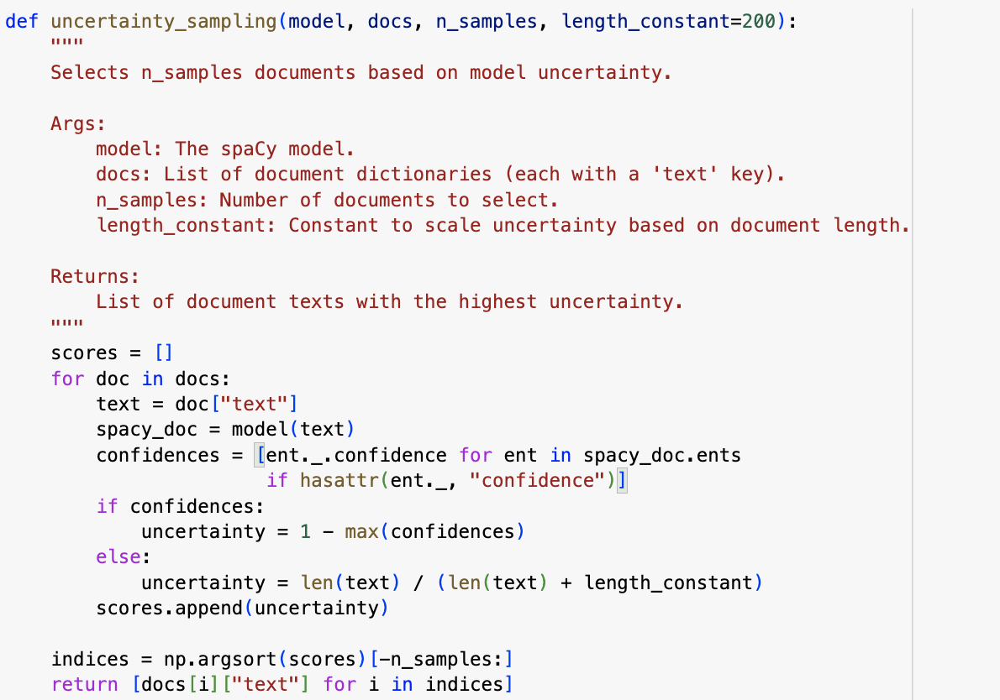 def uncertainty_sampling(model, docs, n_samples, length_constant=200):
    """
    Selects n_samples documents based on model uncertainty.

    Args:
        model: The spaCy model.
        docs: List of document dictionaries (each with a 'text' key).
        n_samples: Number of documents to select.
        length_constant: Constant to scale uncertainty based on document length.

    Returns:
        List of document texts with the highest uncertainty.
    """
    scores = []
    for doc in docs:
        text = doc["text"]
        spacy_doc = model(text)
        confidences = [ent._.confidence for ent in spacy_doc.ents
                       if hasattr(ent._, "confidence")]
        if confidences:
            uncertainty = 1 - max(confidences)
        else:
            uncertainty = len(text) / (len(text) + length_constant)
        scores.append(uncertainty)

    indices = np.argsort(scores)[-n_samples:]
    return [docs[i]["text"] for i in indices]